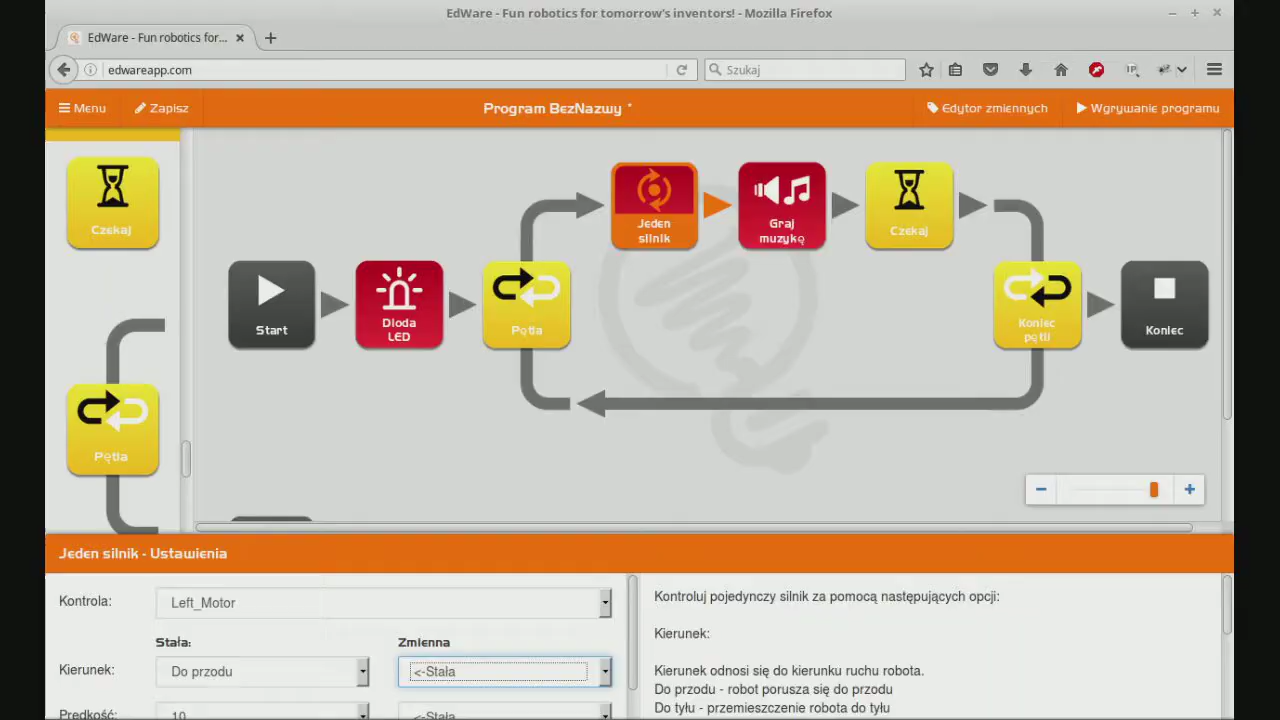 EdWare - Fun robotics for tomorrow's inventors! - Mozilla Firefox
EdWare - Fun robotics for...
edwareapp.com
Szukaj
IP
Menu
Zapisz
Program BezNazwy *
Edytor zmiennych
Wgrywanie programu
Czekaj
Pętla
Start
Dioda
LED
Pętla
Jeden
silnik
Graj
muzykę
Czekaj
Koniec
pętli
Koniec
Jeden silnik - Ustawienia
Kontrola:
Left_Motor
Stała:
Zmienna
Kierunek:
Do przodu
<-Stała
Prędkość:
10
<-Stała
Kontroluj pojedynczy silnik za pomocą następujących opcji:
Kierunek:
Kierunek odnosi się do kierunku ruchu robota.
Do przodu - robot porusza się do przodu
Do tyłu - przemieszczenie robota do tyłu